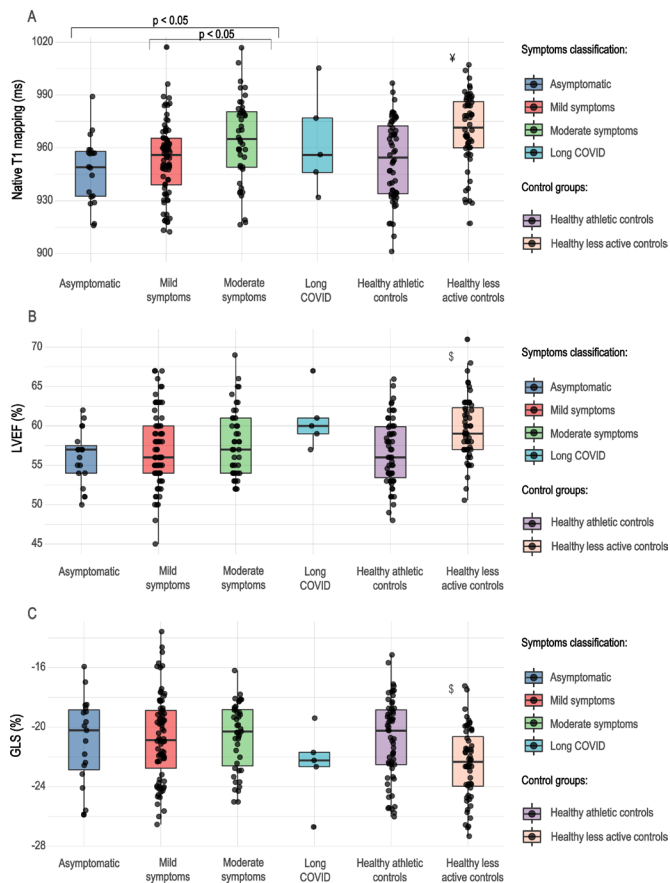 A
p < 0.05
p < 0.05
Native T1 mapping (ms)
1020
990
960
930
900
¥
Asymptomatic
Mild symptoms
Moderate symptoms
Long COVID
Healthy athletic controls
Healthy less active controls
Symptoms classification:
Asymptomatic
Mild symptoms
Moderate symptoms
Long COVID
Control groups:
Healthy athletic controls
Healthy less active controls
B
LVEF (%)
70
65
60
55
50
45
$
Asymptomatic
Mild symptoms
Moderate symptoms
Long COVID
Healthy athletic controls
Healthy less active controls
Symptoms classification:
Asymptomatic
Mild symptoms
Moderate symptoms
Long COVID
Control groups:
Healthy athletic controls
Healthy less active controls
C
GLS (%)
-16
-20
-24
-28
$
Asymptomatic
Mild symptoms
Moderate symptoms
Long COVID
Healthy athletic controls
Healthy less active controls
Symptoms classification:
Asymptomatic
Mild symptoms
Moderate symptoms
Long COVID
Control groups:
Healthy athletic controls
Healthy less active controls